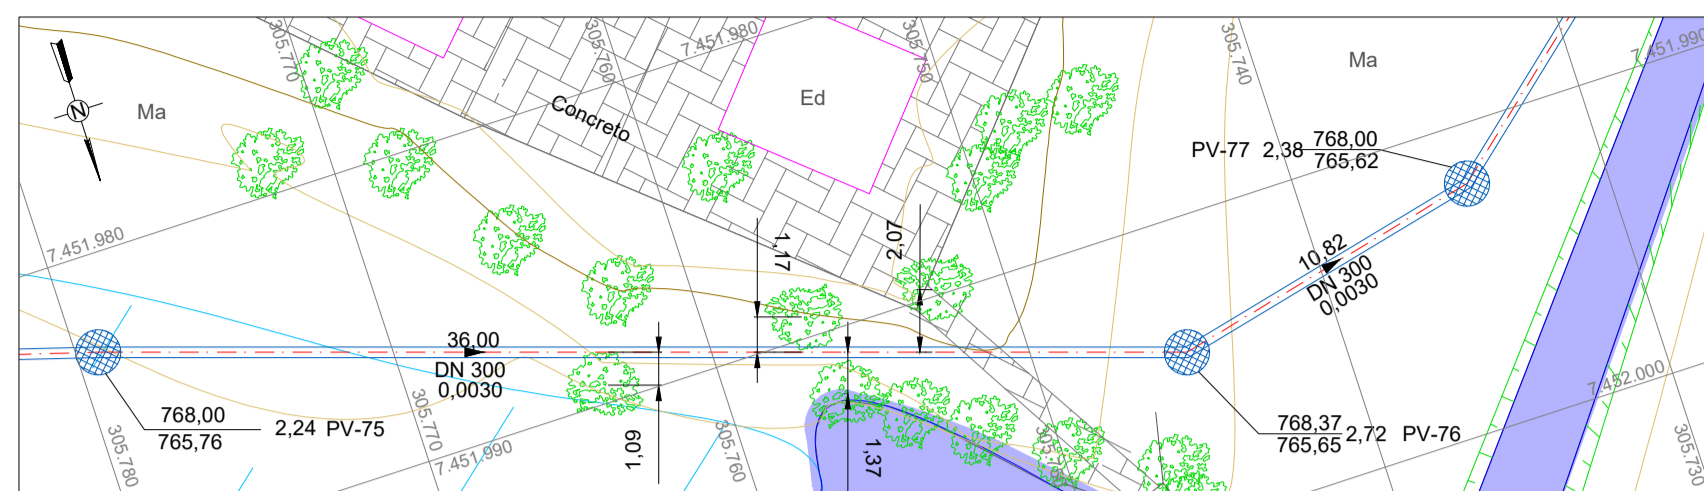 305.770
305.760
7.451.980
305.750
305.740
7.451.990
Ma
Ed
Ma
N
Concreto
PV-77 2,38 768,00
765,62
7.451.980
1,17
2,07
10,82
DN 300
0,0030
36,00
DN 300
0,0030
7.452.000
768,00
765,76
2,24 PV-75
305.780
305.770
7.451.990
1,09
305.760
1,37
768,37
765,65
2,72 PV-76
305.730